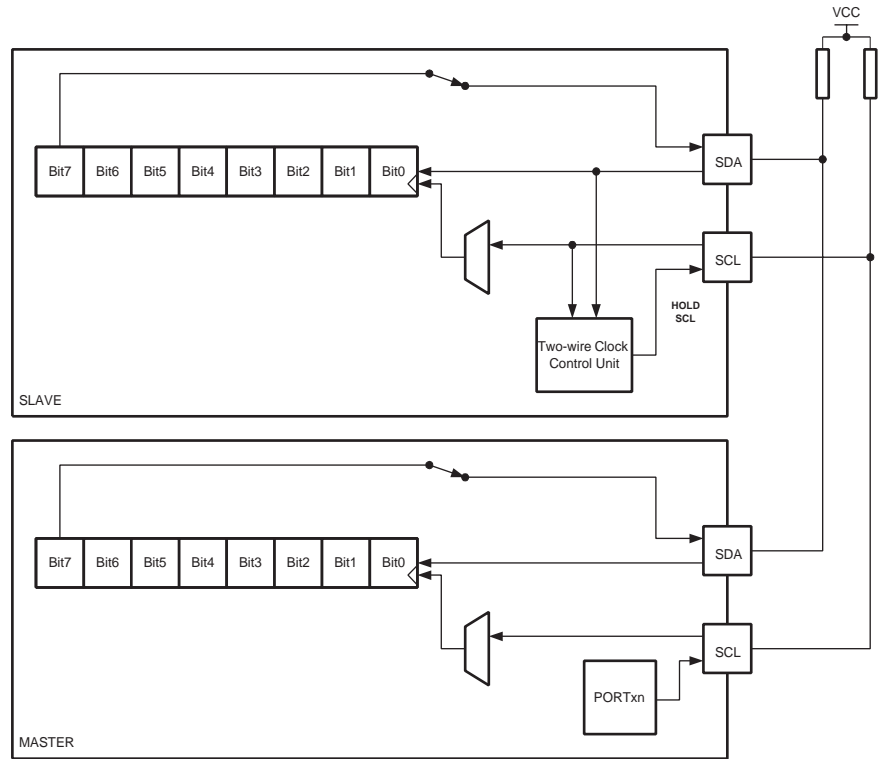 VCC
Bit7 Bit6 Bit5 Bit4 Bit3 Bit2 Bit1 Bit0
SDA
SCL
HOLD
SCL
Two-wire Clock
Control Unit
SLAVE
Bit7 Bit6 Bit5 Bit4 Bit3 Bit2 Bit1 Bit0
SDA
SCL
PORTxn
MASTER